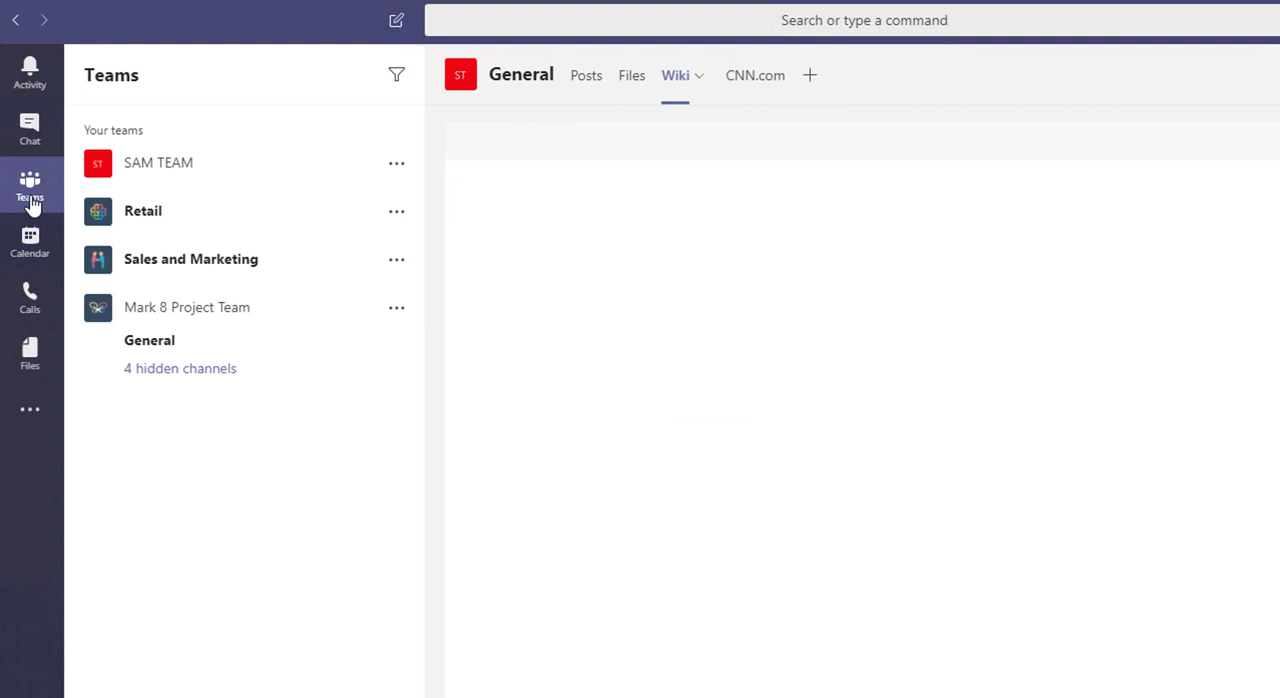 Search or type a command
Activity
Chat
Teams
Calendar
Calls
Files
Teams
Your teams
ST SAM TEAM
Retail
Sales and Marketing
Mark 8 Project Team
General
4 hidden channels
ST General Posts Files Wiki CNN.com